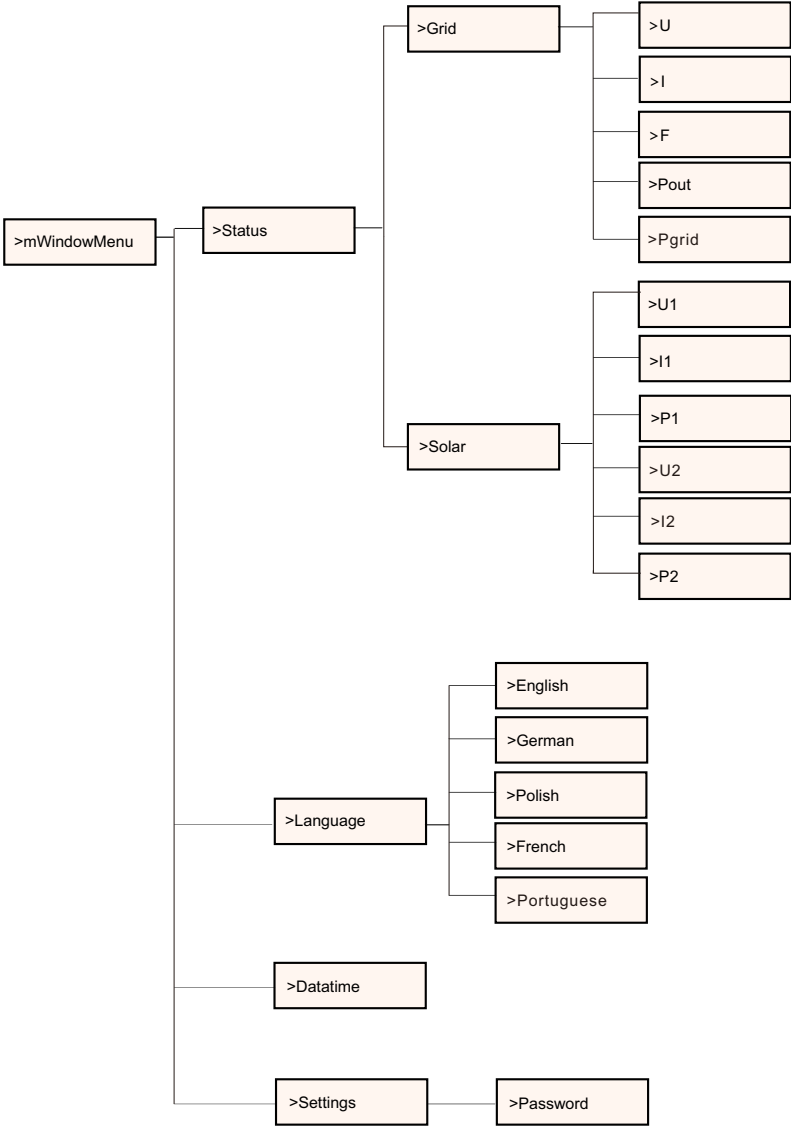 >mWindowMenu
>Status
>Grid
>U
>I
>F
>Pout
>Pgrid
>Solar
>U1
>I1
>P1
>U2
>I2
>P2
>Language
>English
>German
>Polish
>French
>Portuguese
>Datatime
>Settings
>Password